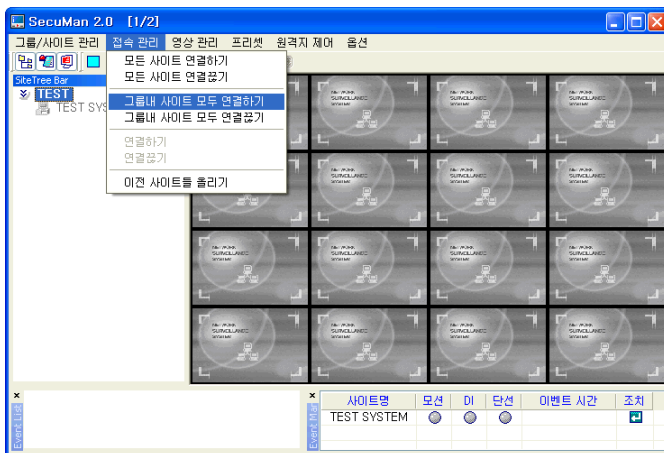 SecuMan 2.0 [1/2]
그룹/사이트 관리 접속 관리 영상 관리 프리셋 원격지 제어 옵션
모든 사이트 연결하기
모든 사이트 연결끊기
그룹내 사이트 모두 연결하기
그룹내 사이트 모두 연결끊기
연결하기
연결끊기
이전 사이트들 올리기
SiteTree Bar
TEST
TEST SYS
Event List
Event Mar
사이트명 모션 DI 단선 이벤트 시간 조치
TEST SYSTEM